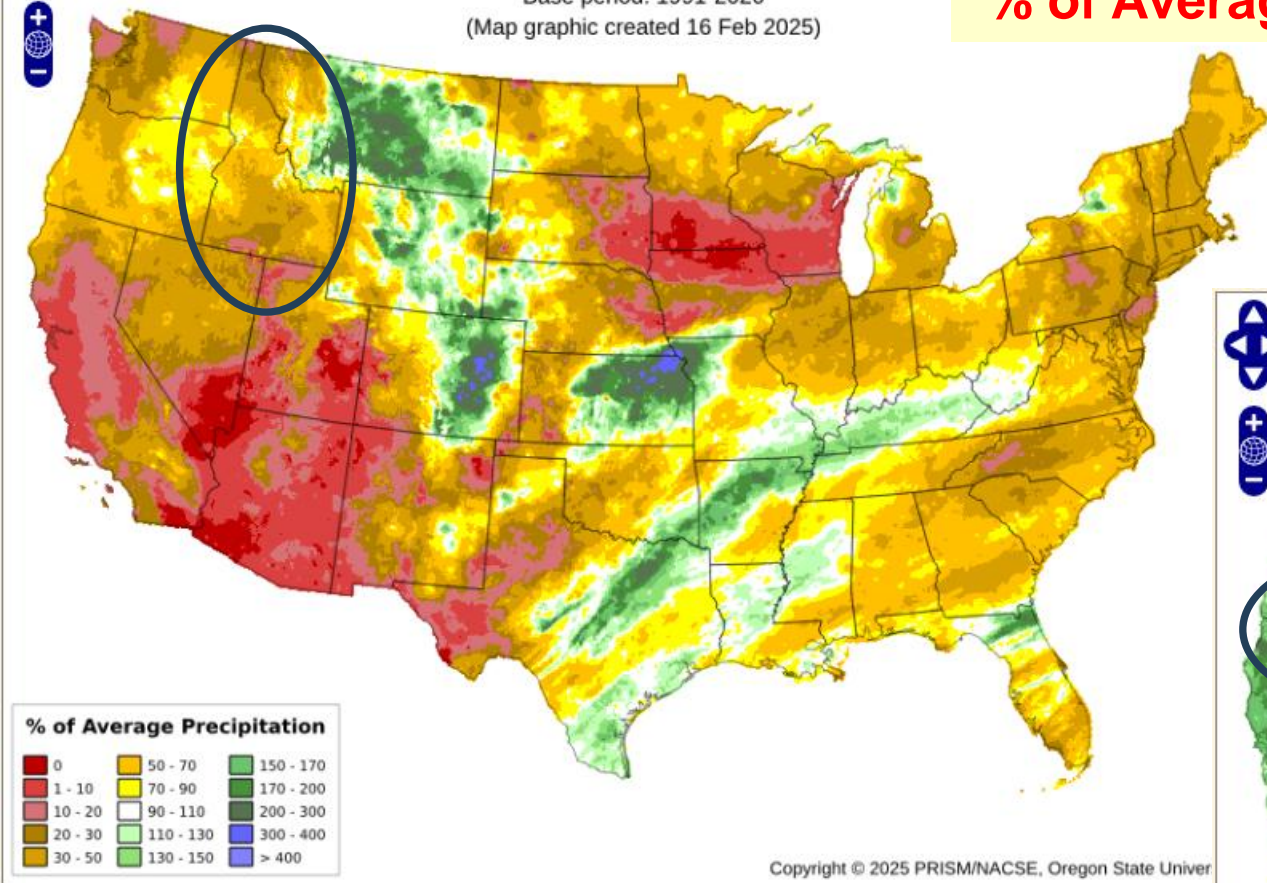 (Map graphic created 16 Feb 2025)
% of
% of Average Precipitation
0
1 - 10
10 - 20
20 - 30
30 - 50
50 - 70
70 - 90
90 - 110
110 - 130
130 - 150
150 - 170
170 - 200
200 - 300
300 - 400
> 400
Copyright © 2025 PRISM/NACSE, Oregon State